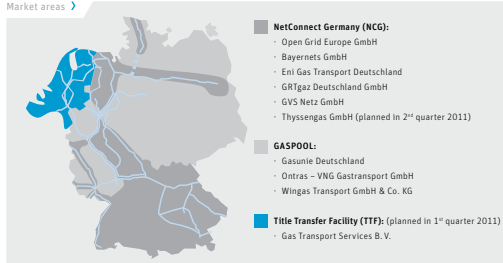 Market areas
NetConnect Germany (NCG):
· Open Grid Europe GmbH
· Bayernets GmbH
· Eni Gas Transport Deutschland
· GRTgaz Deutschland GmbH
· GVS Netz GmbH
· Thyssengas GmbH (planned in 2nd quarter 2011)
GASPOOL:
· Gasunie Deutschland
· Ontras – VNG Gastransport GmbH
· Wingas Transport GmbH & Co. KG
Title Transfer Facility (TTF): (planned in 1st quarter 2011)
· Gas Transport Services B. V.